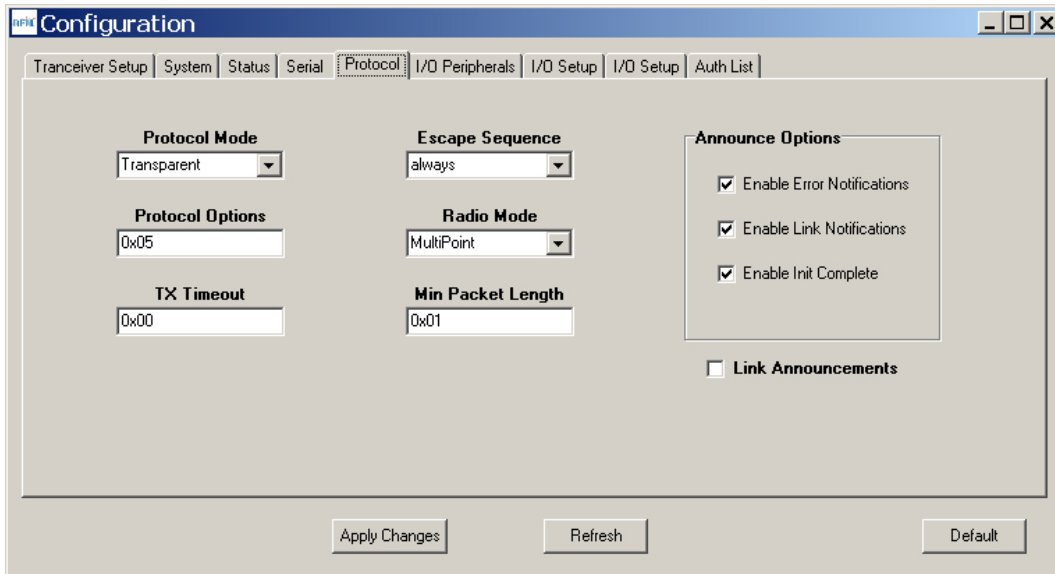 RFIC Configuration
Tranceiver Setup System Status Serial Protocol I/O Peripherals I/O Setup I/O Setup Auth List
Protocol Mode Escape Sequence Announce Options
Transparent always
Enable Error Notifications
Protocol Options Radio Mode
0x05 MultiPoint
Enable Link Notifications
Enable Init Complete
TX Timeout Min Packet Length
0x00 0x01
Link Announcements
Apply Changes Refresh Default